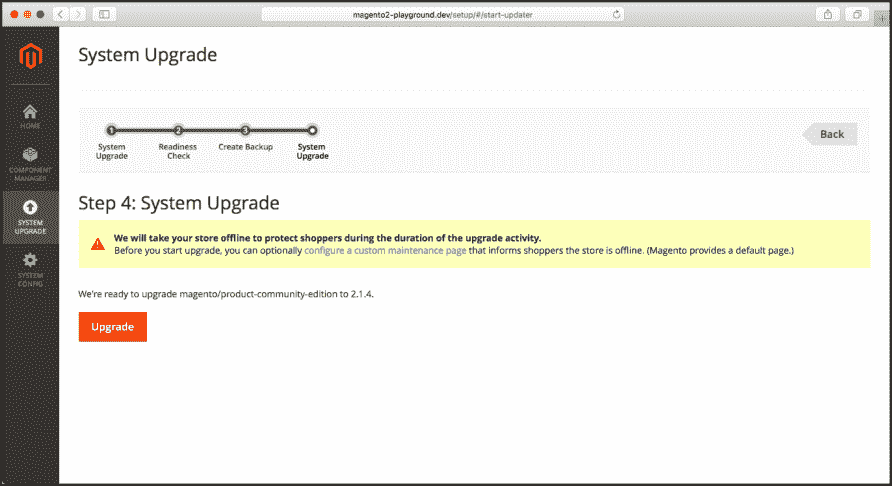 magento2-playground.dev/setup/#/start-updater
System Upgrade
HOME
COMPONENT
MANAGER
SYSTEM
UPGRADE
SYSTEM
CONFIG
1
2
3
System
Upgrade
Readiness
Check
Create Backup
System
Upgrade
Back
Step 4: System Upgrade
We will take your store offline to protect shoppers during the duration of the upgrade activity.
Before you start upgrade, you can optionally configure a custom maintenance page that informs shoppers the store is offline. (Magento provides a default page.)
We're ready to upgrade magento/product-community-edition to 2.1.4.
Upgrade